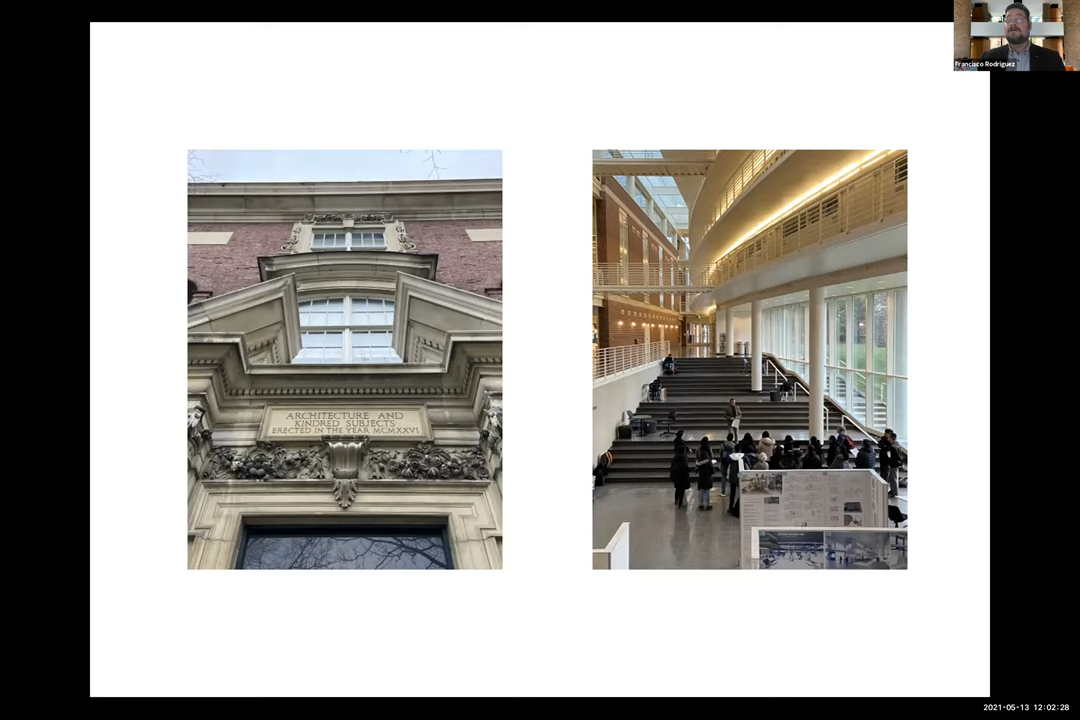 Francisco Rodriguez
ARCHITECTURE AND
KINDRED SUBJECTS
ERECTED IN THE YEAR MCMXXVI
2021-05-13 12:02:28